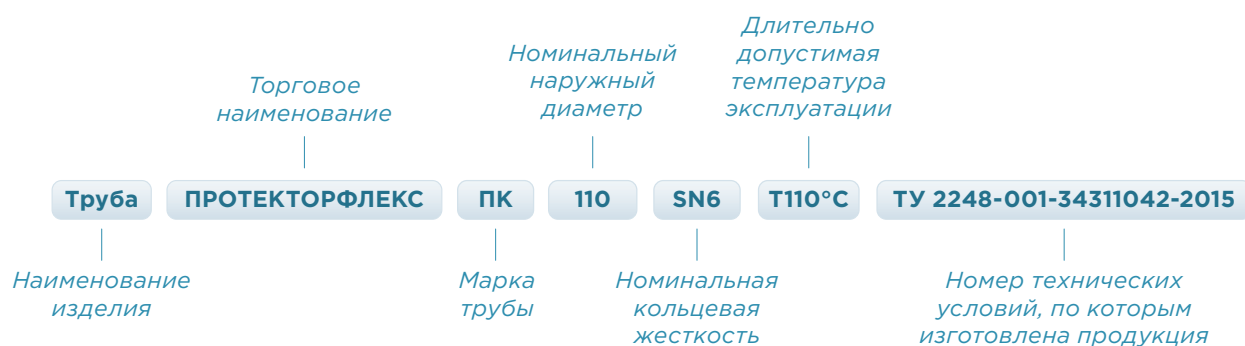 Торговое
наименование
Номинальный
наружный
диаметр
Длительно
допустимая
температура
эксплуатации
Труба ПРОТЕКТОРФЛЕКС ПК 110 SN6 T110°C ТУ 2248-001-34311042-2015
Наименование
изделия
Марка
трубы
Номинальная
кольцевая
жесткость
Номер технических
условий, по которым
изготовлена продукция